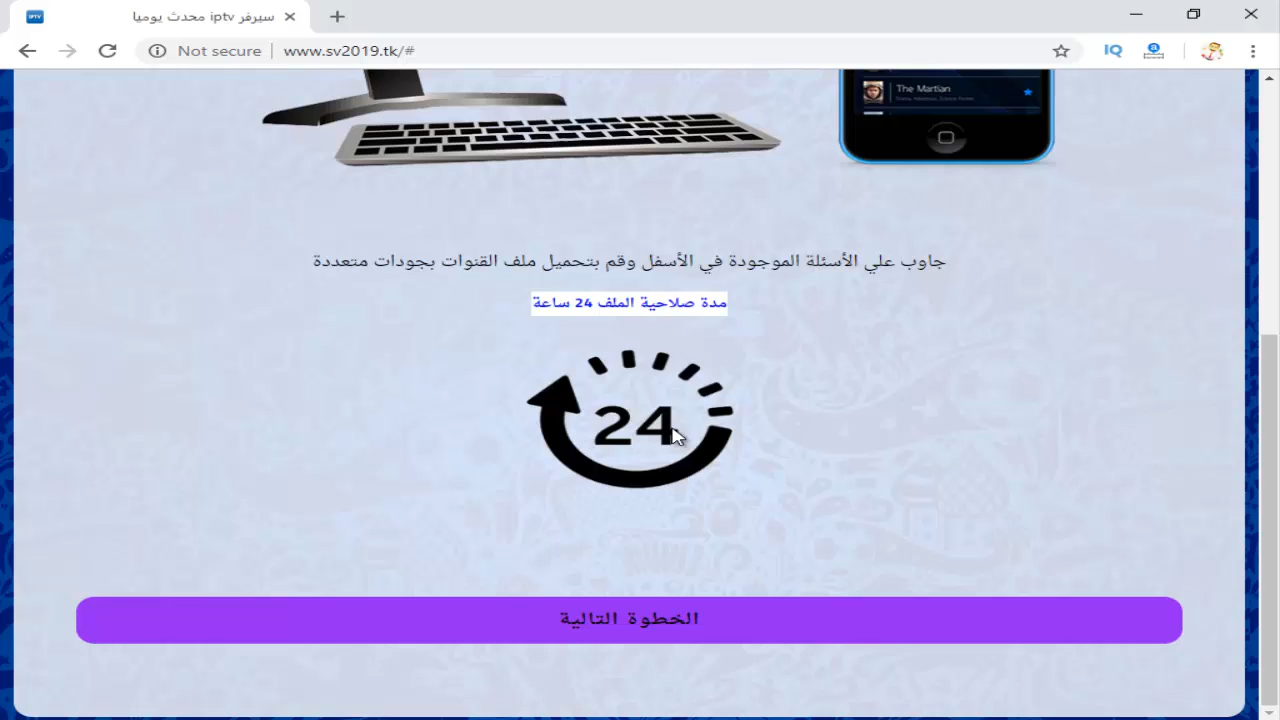 سيرفر iptv محدث يوميا
Not secure
www.sv2019.tk/#
IQ
The Martian
جاوب علي الأسئلة الموجودة في الأسفل وقم بتحميل ملف القنوات بجودات متعددة
مدة صلاحية الملف 24 ساعة
24
الخطوة التالية